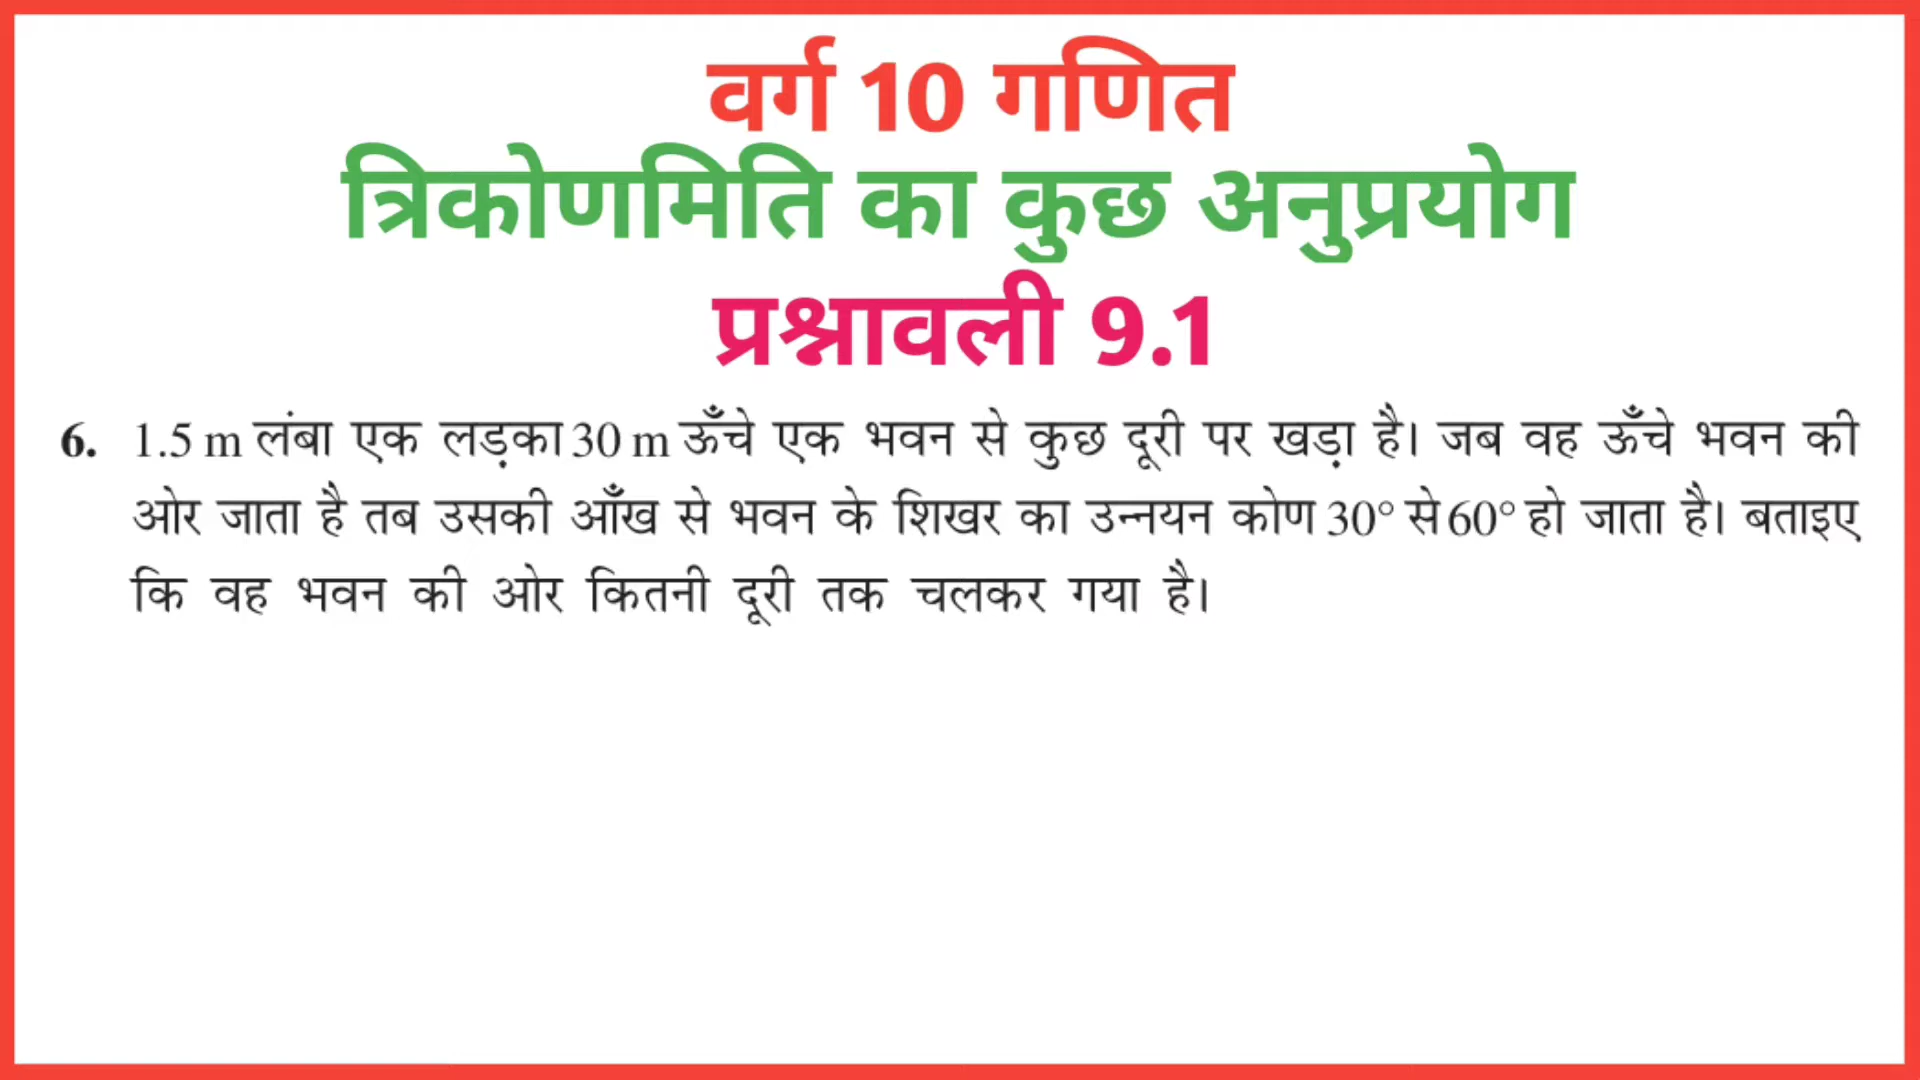 वर्ग 10 गणित
त्रिकोणमिति का कुछ अनुप्रयोग
प्रश्नावली 9.1
6. 1.5 m लंबा एक लड़का 30 m ऊँचे एक भवन से कुछ दूरी पर खड़ा है। जब वह ऊँचे भवन की
ओर जाता है तब उसकी आँख से भवन के शिखर का उन्नयन कोण 30° से 60° हो जाता है। बताइए
कि वह भवन की ओर कितनी दूरी तक चलकर गया है।